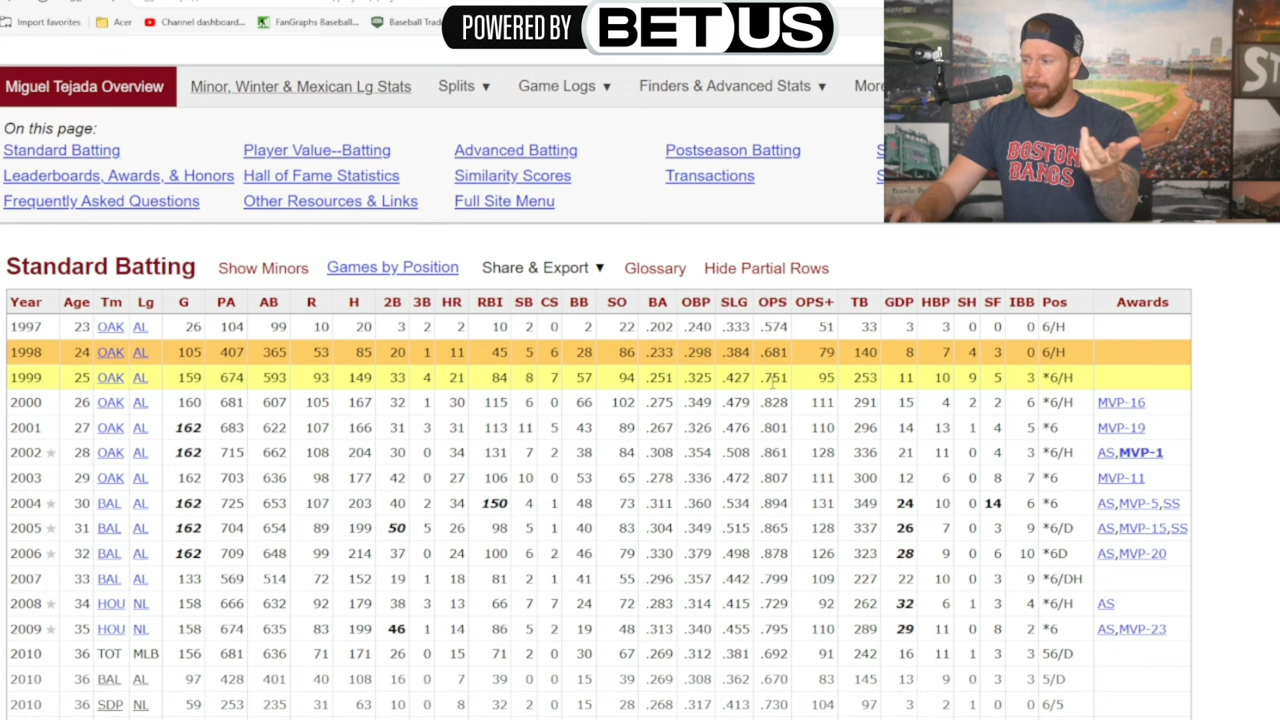 POWERED BY BETUS
Import favorites Acer Channel dashboard... FanGraphs Baseball... Baseball Trad
Miguel Tejada Overview Minor, Winter & Mexican Lg Stats Splits ▼ Game Logs ▼ Finders & Advanced Stats ▼ More
On this page:
Standard Batting Player Value--Batting Advanced Batting Postseason Batting S
Leaderboards, Awards, & Honors Hall of Fame Statistics Similarity Scores Transactions S
Frequently Asked Questions Other Resources & Links Full Site Menu
BOSTON
BANGS
ST
Standard Batting Show Minors Games by Position Share & Export ▼ Glossary Hide Partial Rows
Year Age Tm Lg G PA AB R H 2B 3B HR RBI SB CS BB SO BA OBP SLG OPS OPS+ TB GDP HBP SH SF IBB Pos Awards
1997 23 OAK AL 26 104 99 10 20 3 2 2 10 2 0 2 22 .202 .240 .333 .574 51 33 3 3 0 0 0 6/H
1998 24 OAK AL 105 407 365 53 85 20 1 11 45 5 6 28 86 .233 .298 .384 .681 79 140 8 7 4 3 0 6/H
1999 25 OAK AL 159 674 593 93 149 33 4 21 84 8 7 57 94 .251 .325 .427 .751 95 253 11 10 9 5 3 *6/H
2000 26 OAK AL 160 681 607 105 167 32 1 30 115 6 0 66 102 .275 .349 .479 .828 111 291 15 4 2 2 6 *6/H MVP-16
2001 27 OAK AL 162 683 622 107 166 31 3 31 113 11 5 43 89 .267 .326 .476 .801 110 296 14 13 1 4 5 *6 MVP-19
2002 ★ 28 OAK AL 162 715 662 108 204 30 0 34 131 7 2 38 84 .308 .354 .508 .861 128 336 21 11 0 4 3 *6/H AS,MVP-1
2003 29 OAK AL 162 703 636 98 177 42 0 27 106 10 0 53 65 .278 .336 .472 .807 111 300 12 6 0 8 7 *6 MVP-11
2004 ★ 30 BAL AL 162 725 653 107 203 40 2 34 150 4 1 48 73 .311 .360 .534 .894 131 349 24 10 0 14 6 *6 AS,MVP-5,SS
2005 ★ 31 BAL AL 162 704 654 89 199 50 5 26 98 5 1 40 83 .304 .349 .515 .865 128 337 26 7 0 3 9 *6/D AS,MVP-15,SS
2006 ★ 32 BAL AL 162 709 648 99 214 37 0 24 100 6 2 46 79 .330 .379 .498 .878 126 323 28 9 0 6 10 *6D AS,MVP-20
2007 33 BAL AL 133 569 514 72 152 19 1 18 81 2 1 41 55 .296 .357 .442 .799 109 227 22 10 0 3 9 *6/DH
2008 ★ 34 HOU NL 158 666 632 92 179 38 3 13 66 7 7 24 72 .283 .314 .415 .729 92 262 32 6 1 3 4 *6/H AS
2009 ★ 35 HOU NL 158 674 635 83 199 46 1 14 86 5 2 19 48 .313 .340 .455 .795 110 289 29 11 0 8 2 *6 AS,MVP-23
2010 36 TOT MLB 156 681 636 71 171 26 0 15 71 2 0 30 67 .269 .312 .381 .692 91 242 16 11 1 3 3 56/D
2010 36 BAL AL 97 428 401 40 108 16 0 7 39 0 0 15 39 .269 .308 .362 .670 83 145 13 9 0 3 3 5/D
2010 36 SDP NL 59 253 235 31 63 10 0 8 32 2 0 15 28 .268 .317 .413 .730 104 97 3 2 1 0 0 6/5